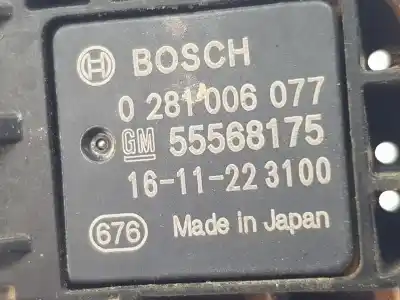 BOSCH
0 281 006 077
GM 55568175
16-11-22 3100
676 Made in Japan